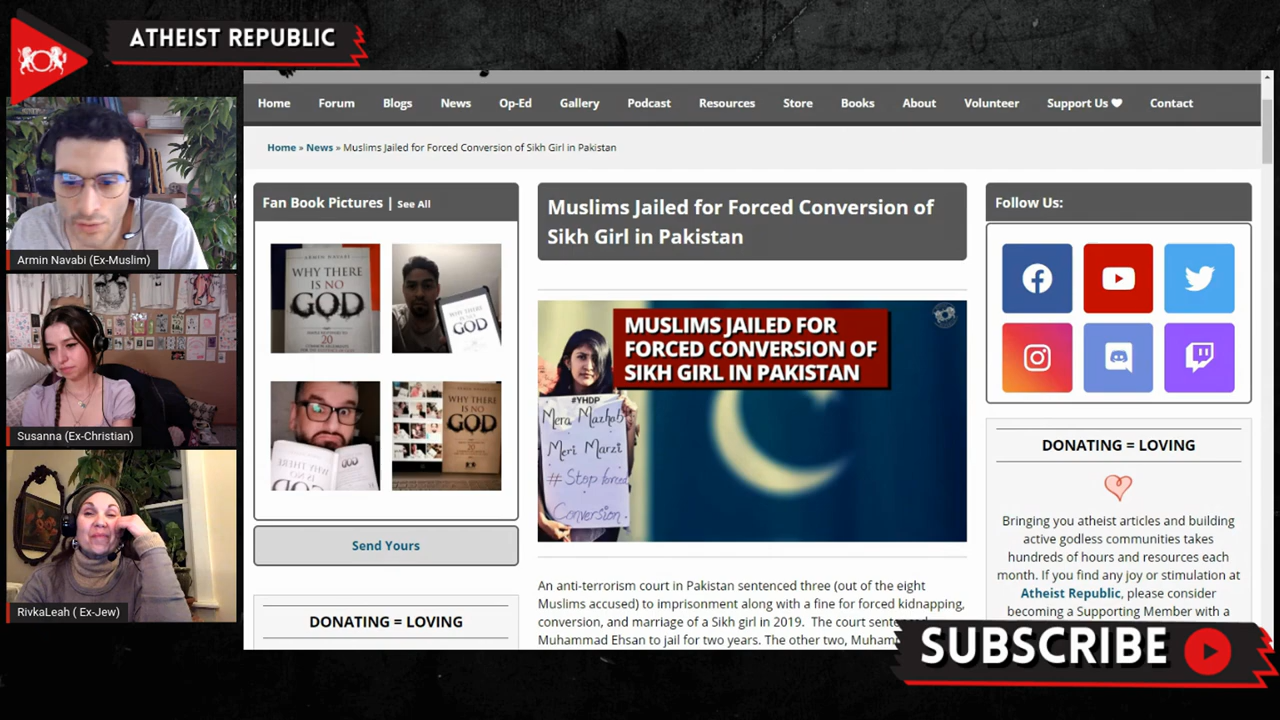 ATHEIST REPUBLIC
Armin Navabi (Ex-Muslim)
Susanna (Ex-Christian)
RivkaLeah ( Ex-Jew)
Home Forum Blogs News Op-Ed Gallery Podcast Resources Store Books About Volunteer Support Us Contact
Home » News » Muslims Jailed for Forced Conversion of Sikh Girl in Pakistan
Fan Book Pictures | See All
ARMIN NAVABI
WHY THERE
IS NO
GOD
20
GOD
WHY THERE
IS NO
GOD
20
Send Yours
DONATING = LOVING
Muslims Jailed for Forced Conversion of
Sikh Girl in Pakistan
MUSLIMS JAILED FOR
FORCED CONVERSION OF
SIKH GIRL IN PAKISTAN
#YHDP
Mera Mazhab
Meri Marzi
# Stop forced
Conversion
An anti-terrorism court in Pakistan sentenced three (out of the eight
Muslims accused) to imprisonment along with a fine for forced kidnapping,
conversion, and marriage of a Sikh girl in 2019. The court
Muhammad Ehsan to jail for two years. The other two,
Follow Us:
DONATING = LOVING
Bringing you atheist articles and building
active godless communities takes
hundreds of hours and resources each
month. If you find any joy or stimulation at
Atheist Republic, please consider
becoming a Supporting Member with a
SUBSCRIBE